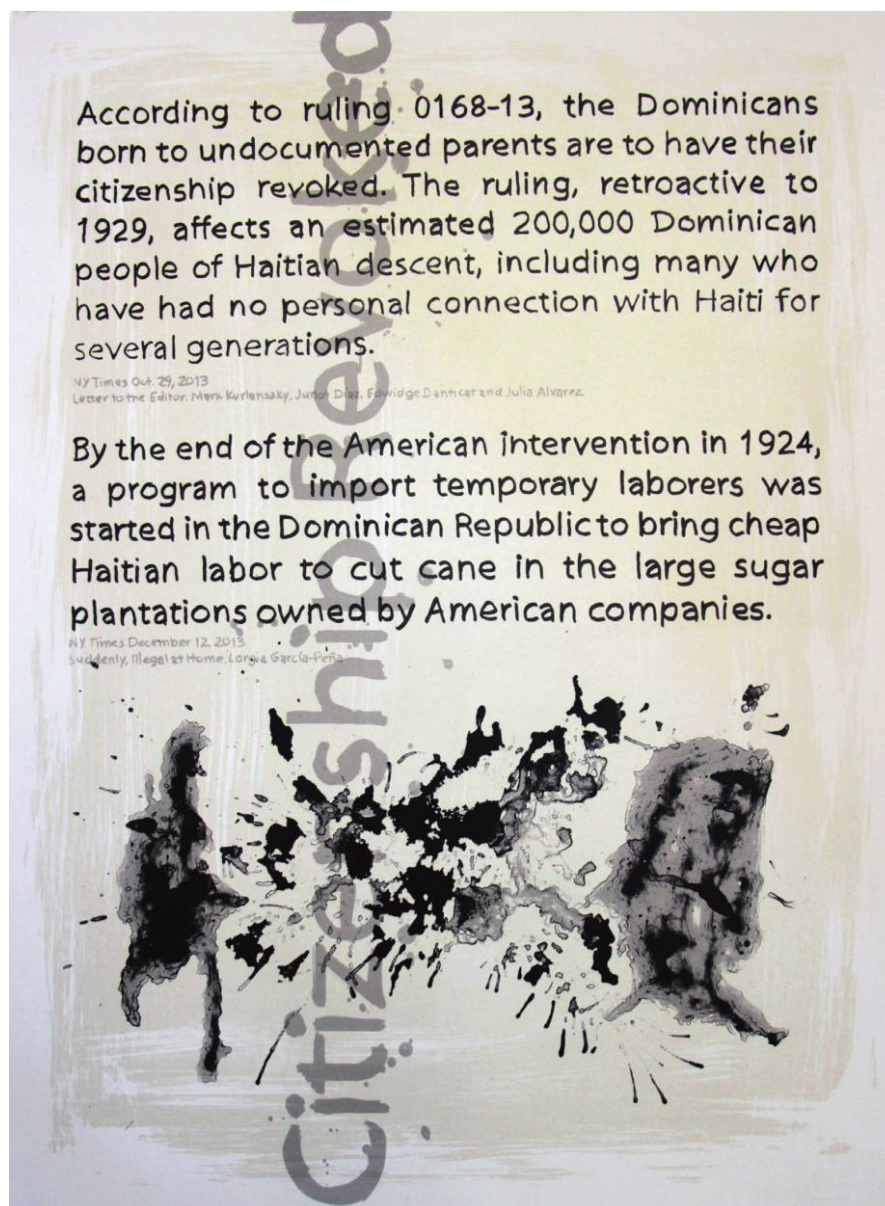 According to ruling 0168-13, the Dominicans
born to undocumented parents are to have their
citizenship revoked. The ruling, retroactive to
1929, affects an estimated 200,000 Dominican
people of Haitian descent, including many who
have had no personal connection with Haiti for
several generations.
NY Times Oct. 29, 2013
Letter to the Editor. Mark Kurlansky, Junot Díaz, Edwidge Danticat and Julia Alvarez
By the end of the American intervention in 1924,
a program to import temporary laborers was
started in the Dominican Republic to bring cheap
Haitian labor to cut cane in the large sugar
plantations owned by American companies.
NY Times December 12, 2013
Suddenly, Illegal at Home. Lorgia García-Peña
Citizenship Revoked